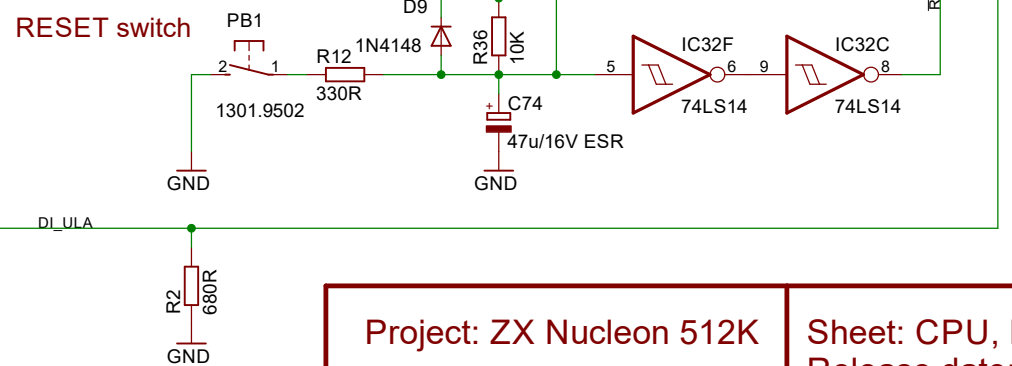 RESET switch
PB1
D9
1N4148
R12
330R
2
1
1301.9502
GND
R36
10K
+
C74
47u/16V ESR
GND
5
IC32F
6
74LS14
9
IC32C
8
74LS14
R
DI_ULA
R2
680R
GND
Project: ZX Nucleon 512K
Sheet: CPU,